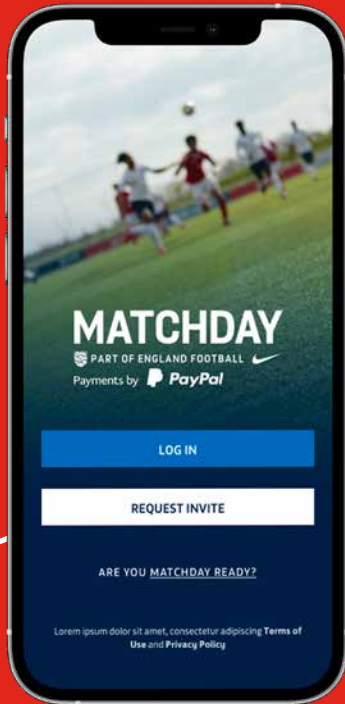 MATCHDAY
PART OF ENGLAND FOOTBALL
Payments by PayPal
LOG IN
REQUEST INVITE
ARE YOU MATCHDAY READY?
Lorem ipsum dolor sit amet, consectetur adipiscing Terms of
Use and Privacy Policy